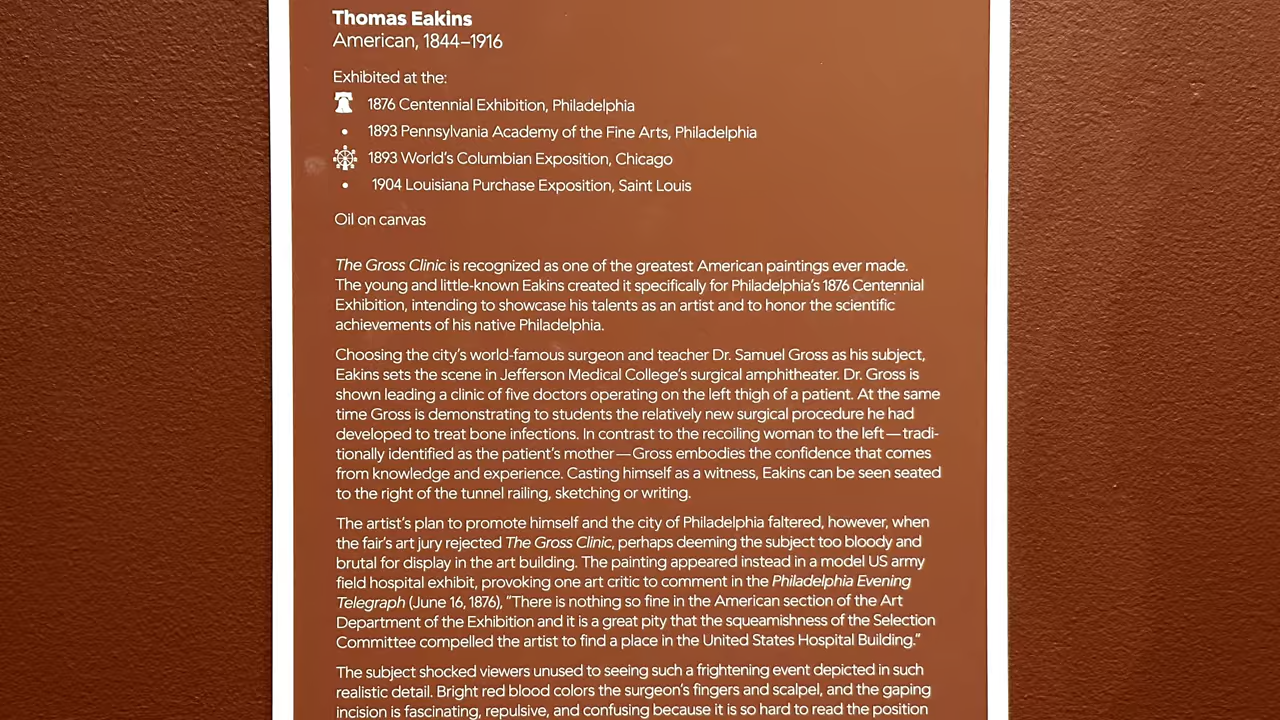 Thomas Eakins
American, 1844–1916
Exhibited at the:
1876 Centennial Exhibition, Philadelphia
• 1893 Pennsylvania Academy of the Fine Arts, Philadelphia
1893 World's Columbian Exposition, Chicago
• 1904 Louisiana Purchase Exposition, Saint Louis
Oil on canvas
The Gross Clinic is recognized as one of the greatest American paintings ever made.
The young and little-known Eakins created it specifically for Philadelphia's 1876 Centennial
Exhibition, intending to showcase his talents as an artist and to honor the scientific
achievements of his native Philadelphia.
Choosing the city's world-famous surgeon and teacher Dr. Samuel Gross as his subject,
Eakins sets the scene in Jefferson Medical College's surgical amphitheater. Dr. Gross is
shown leading a clinic of five doctors operating on the left thigh of a patient. At the same
time Gross is demonstrating to students the relatively new surgical procedure he had
developed to treat bone infections. In contrast to the recoiling woman to the left—tradi-
tionally identified as the patient's mother—Gross embodies the confidence that comes
from knowledge and experience. Casting himself as a witness, Eakins can be seen seated
to the right of the tunnel railing, sketching or writing.
The artist's plan to promote himself and the city of Philadelphia faltered, however, when
the fair's art jury rejected The Gross Clinic, perhaps deeming the subject too bloody and
brutal for display in the art building. The painting appeared instead in a model US army
field hospital exhibit, provoking one art critic to comment in the Philadelphia Evening
Telegraph (June 16, 1876), "There is nothing so fine in the American section of the Art
Department of the Exhibition and it is a great pity that the squeamishness of the Selection
Committee compelled the artist to find a place in the United States Hospital Building."
The subject shocked viewers unused to seeing such a frightening event depicted in such
realistic detail. Bright red blood colors the surgeon's fingers and scalpel, and the gaping
incision is fascinating, repulsive, and confusing because it is so hard to read the position